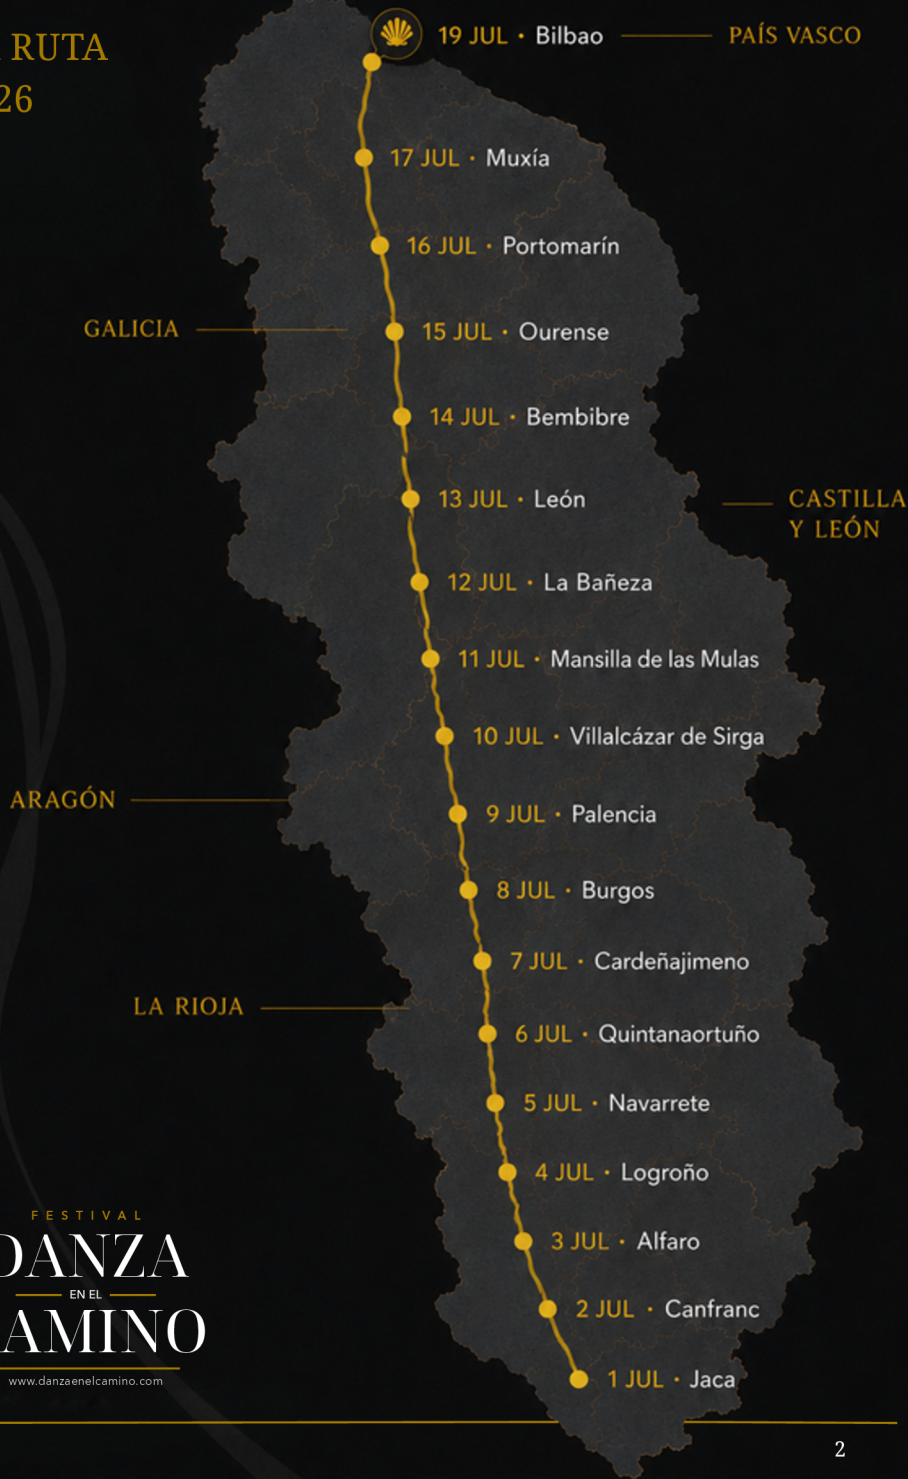 RUTA
26
19 JUL · Bilbao
PAÍS VASCO
17 JUL · Muxía
16 JUL · Portomarín
GALICIA
15 JUL · Ourense
14 JUL · Bembibre
13 JUL · León
CASTILLA
Y LEÓN
12 JUL · La Bañeza
11 JUL · Mansilla de las Mulas
10 JUL · Villalcázar de Sirga
ARAGÓN
9 JUL · Palencia
8 JUL · Burgos
7 JUL · Cardeñajimeno
LA RIOJA
6 JUL · Quintanaortuño
5 JUL · Navarrete
4 JUL · Logroño
3 JUL · Alfaro
2 JUL · Canfranc
1 JUL · Jaca
FESTIVAL
DANZA
EN EL
AMINO
www.danzaenelcamino.com
2